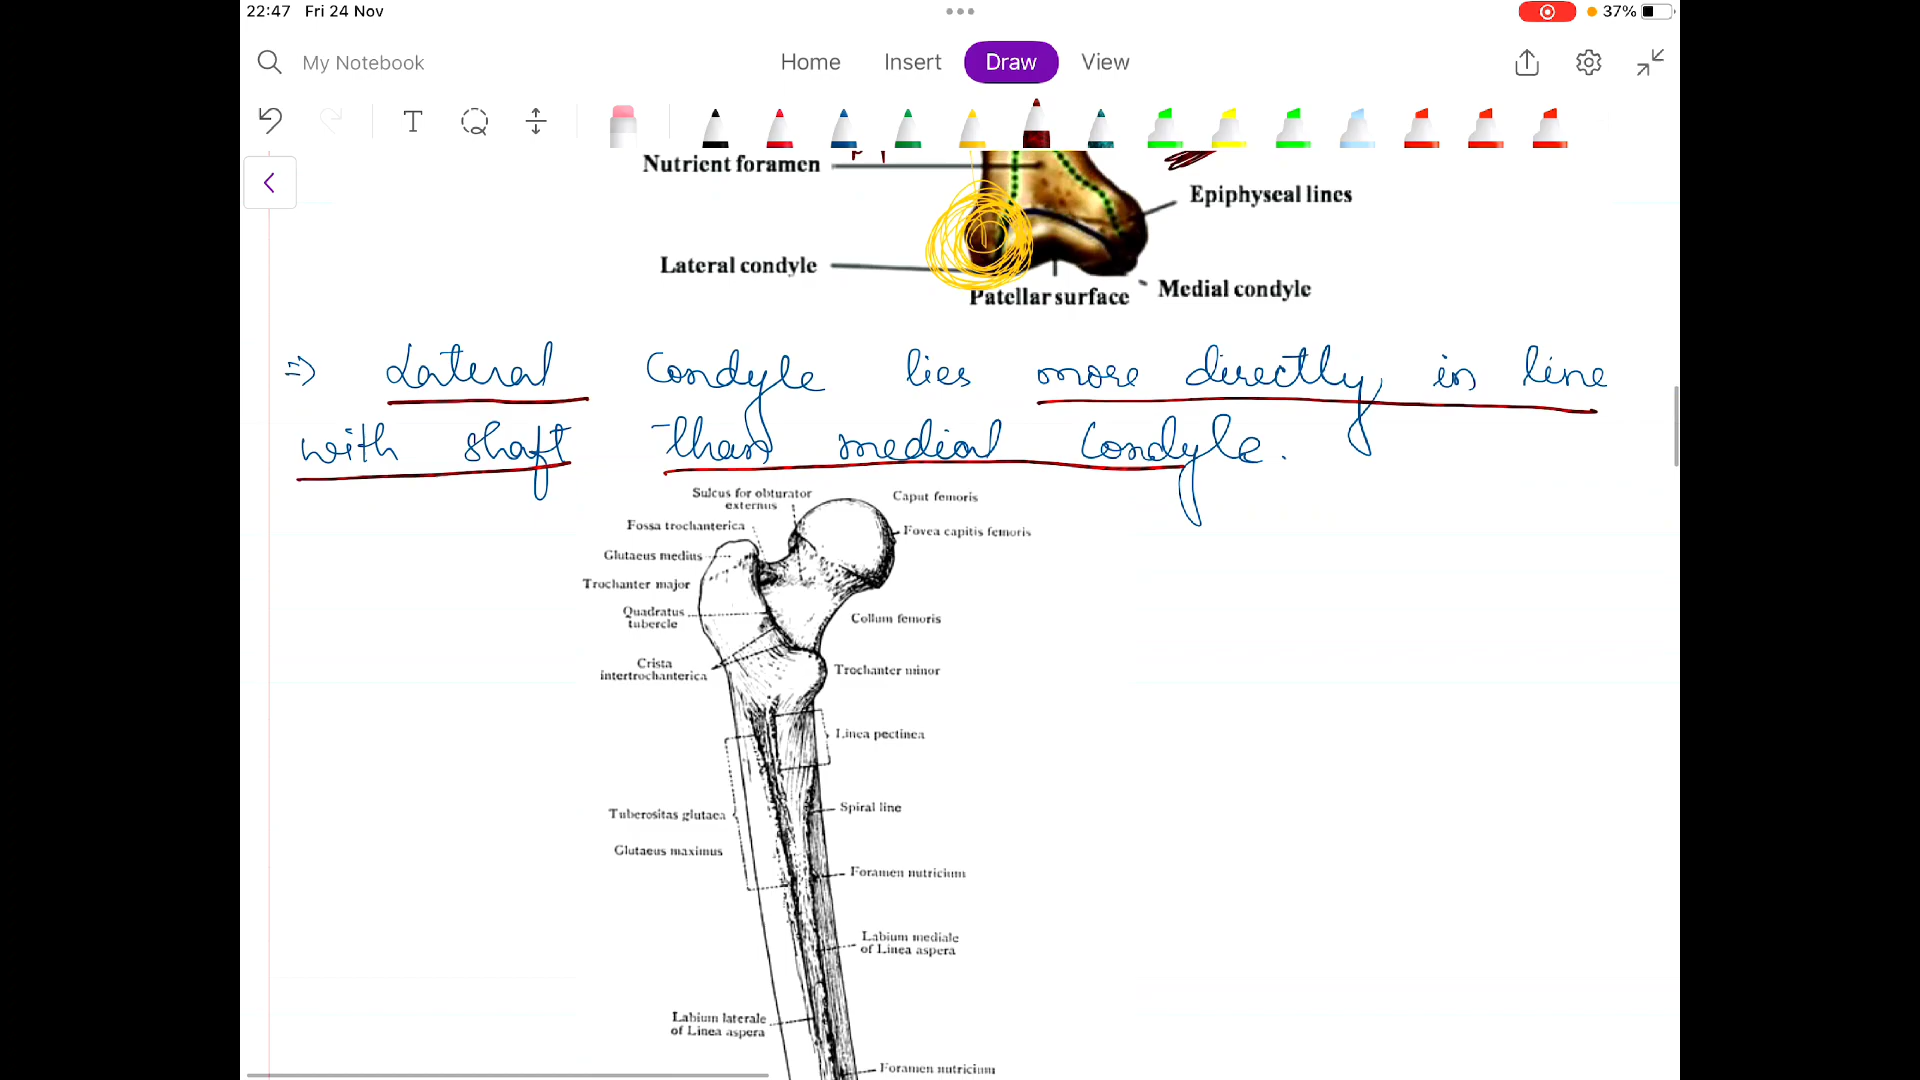 22:47 Fri 24 Nov
37%
My Notebook
Home Insert Draw View
T
Nutrient foramen
Epiphyseal lines
Lateral condyle
Patellar surface
Medial condyle
⇒ Lateral Condyle lies more directly in line
with shaft than medial Condyle.
Sulcus for obturator
externus
Caput femoris
Fossa trochanterica
Fovea capitis femoris
Glutaeus medius
Trochanter major
Quadratus
tubercle
Collum femoris
Crista
intertrochanterica
Trochanter minor
Linea pectinea
Spiral line
Tuberositas glutaea
Glutaeus maximus
Foramen nutricium
Labium mediale
of Linea aspera
Labium laterale
of Linea aspera
Foramen nutricium